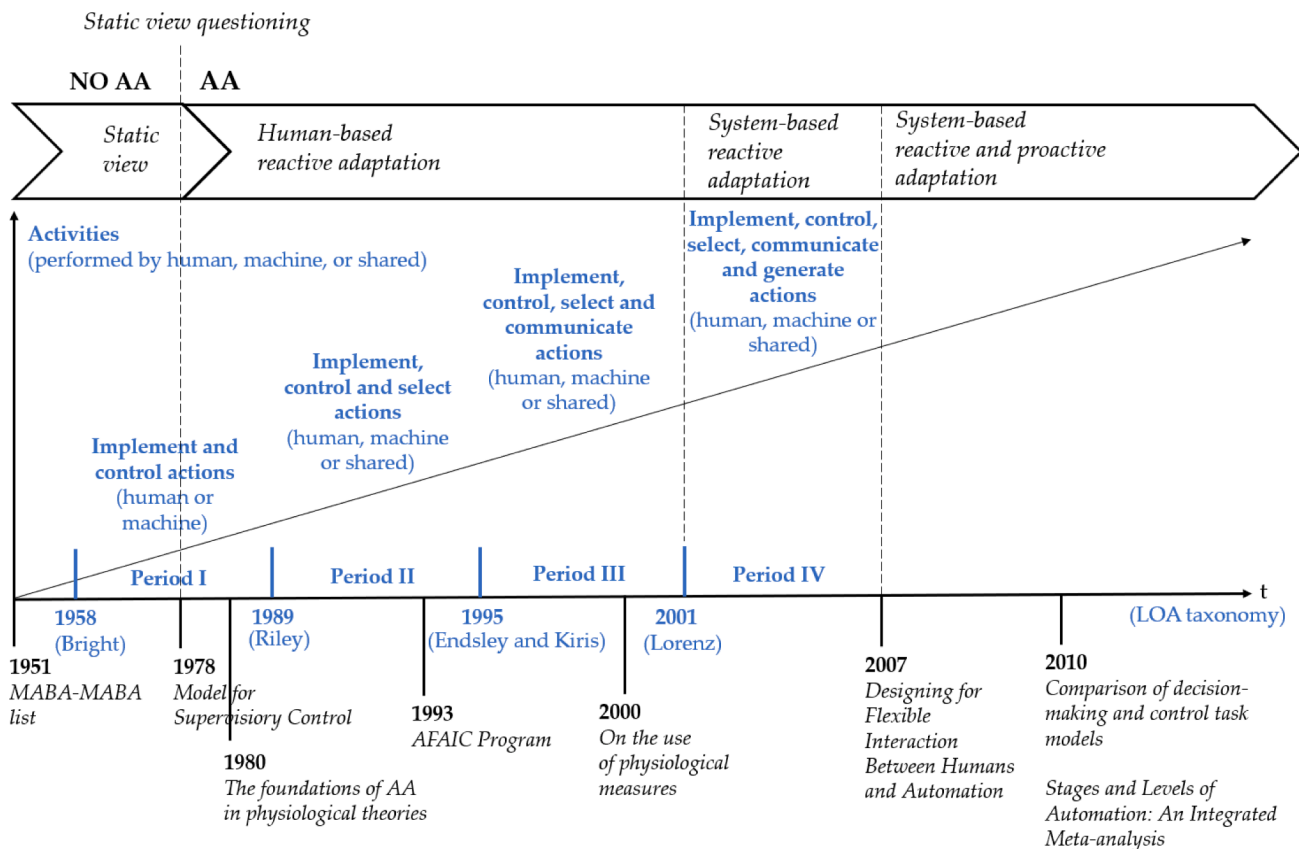 Static view questioning
NO AA
AA
Static
view
Human-based
reactive adaptation
System-based
reactive
adaptation
System-based
reactive and proactive
adaptation
Activities
(performed by human, machine, or shared)
Implement and
control actions
(human or
machine)
Implement,
control and select
actions
(human, machine
or shared)
Implement,
control, select and
communicate
actions
(human, machine
or shared)
Implement, control,
select, communicate
and generate
actions
(human, machine or
shared)
Period I
Period II
Period III
Period IV
t
1958
(Bright)
1989
(Riley)
1995
(Endsley and Kiris)
2001
(Lorenz)
(LOA taxonomy)
1951
MABA-MABA
list
1978
Model for
Supervisiory Control
1980
The foundations of AA
in physiological theories
1993
AFAIC Program
2000
On the use
of physiological
measures
2007
Designing for
Flexible
Interaction
Between Humans
and Automation
2010
Comparison of decision-
making and control task
models
Stages and Levels of
Automation: An Integrated
Meta-analysis